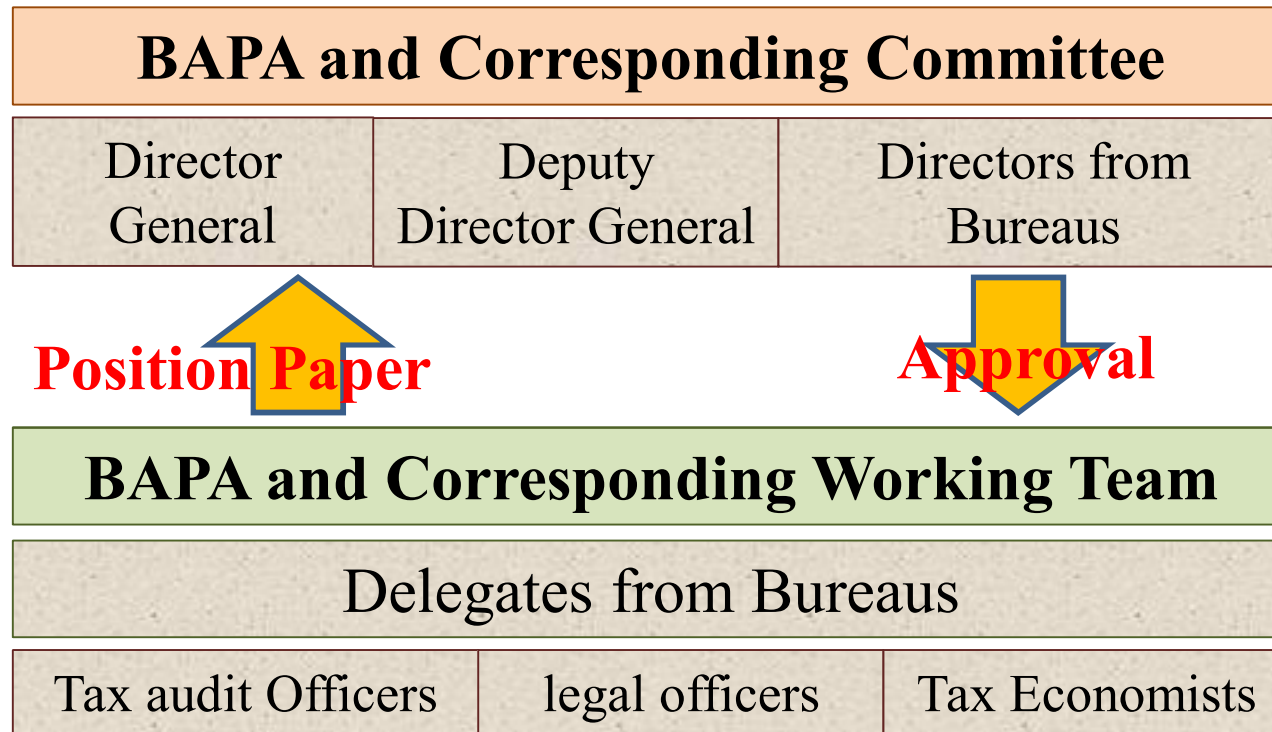 BAPA and Corresponding Committee
Director
General
Deputy
Director General
Directors from
Bureaus
Position Paper
Approval
BAPA and Corresponding Working Team
Delegates from Bureaus
Tax audit Officers
legal officers
Tax Economists